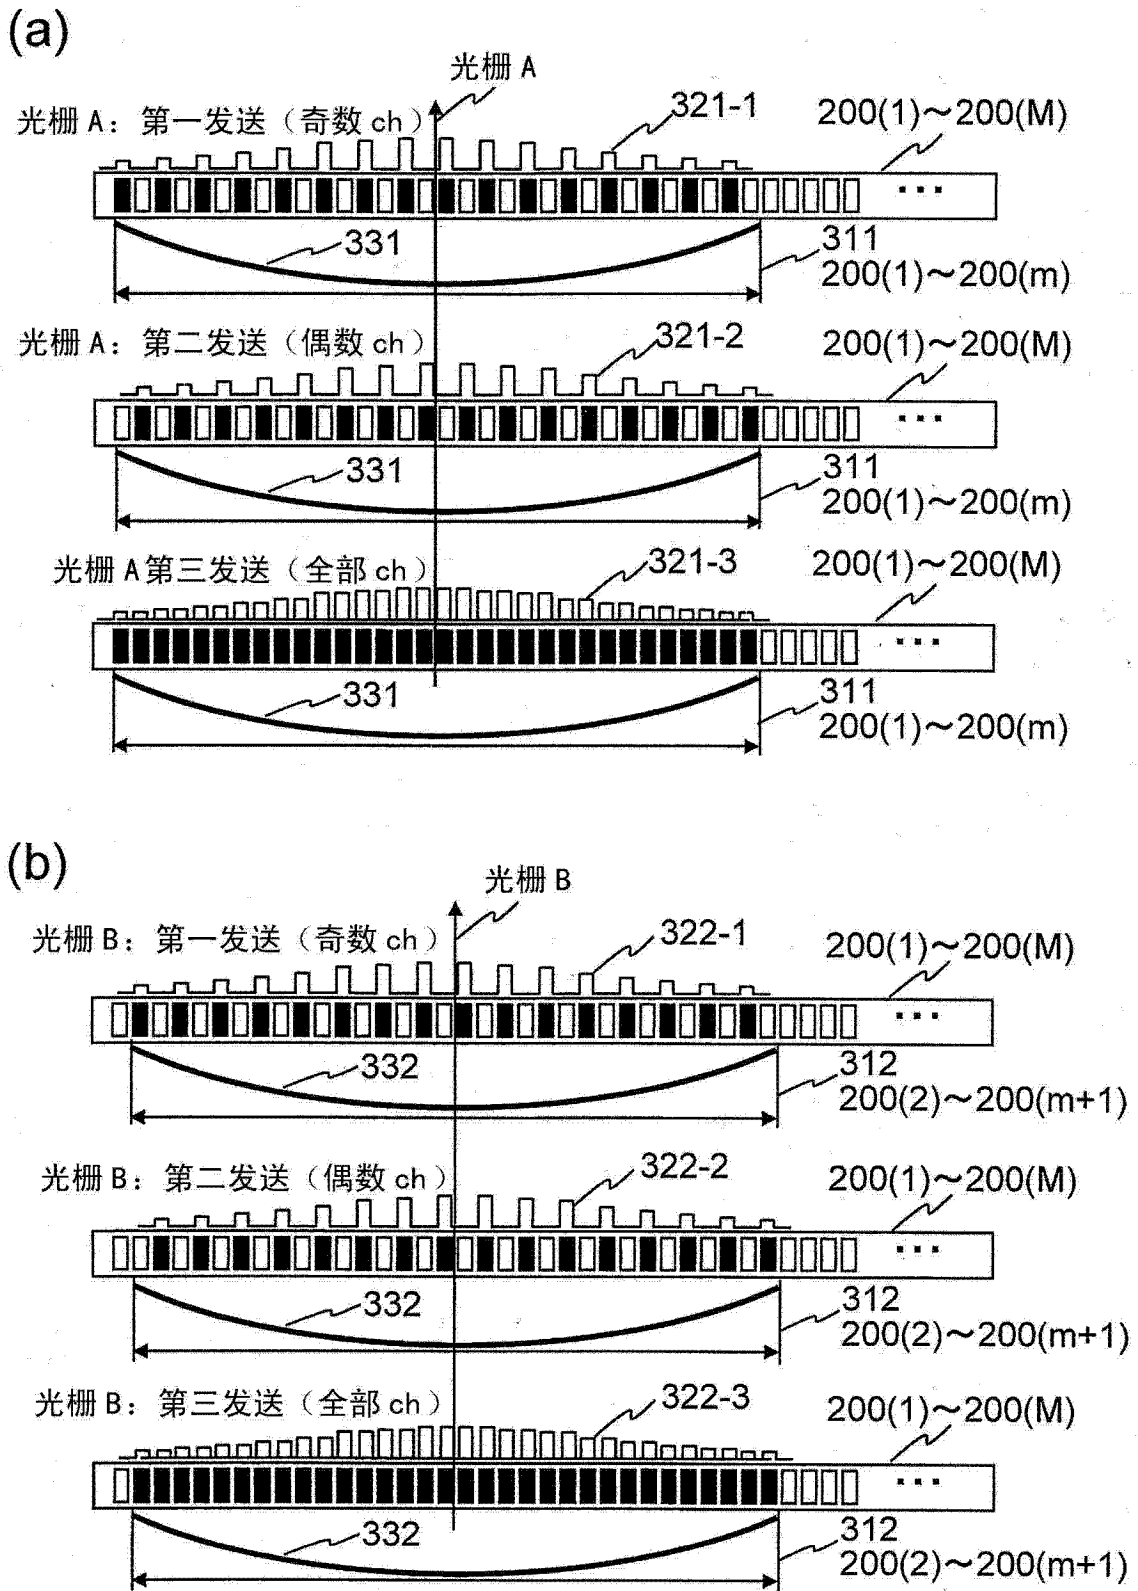 (a)
光栅 A
光栅 A：第一发送（奇数 ch）
321-1
200(1)～200(M)
...
331
311
200(1)～200(m)
光栅 A：第二发送（偶数 ch）
321-2
200(1)～200(M)
...
331
311
200(1)～200(m)
光栅 A 第三发送（全部 ch）
321-3
200(1)～200(M)
...
331
311
200(1)～200(m)
(b)
光栅 B
光栅 B：第一发送（奇数 ch）
322-1
200(1)～200(M)
...
332
312
200(2)～200(m+1)
光栅 B：第二发送（偶数 ch）
322-2
200(1)～200(M)
...
332
312
200(2)～200(m+1)
光栅 B：第三发送（全部 ch）
322-3
200(1)～200(M)
...
332
312
200(2)～200(m+1)